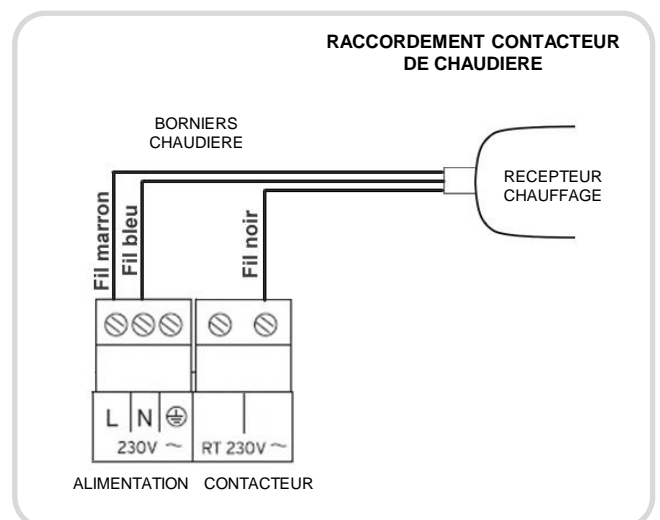 RACCORDEMENT CONTACTEUR
DE CHAUDIERE
BORNIERS
CHAUDIERE
RECEPTEUR
CHAUFFAGE
Fil marron
Fil bleu
Fil noir
L N
230V ~
RT 230V ~
ALIMENTATION CONTACTEUR